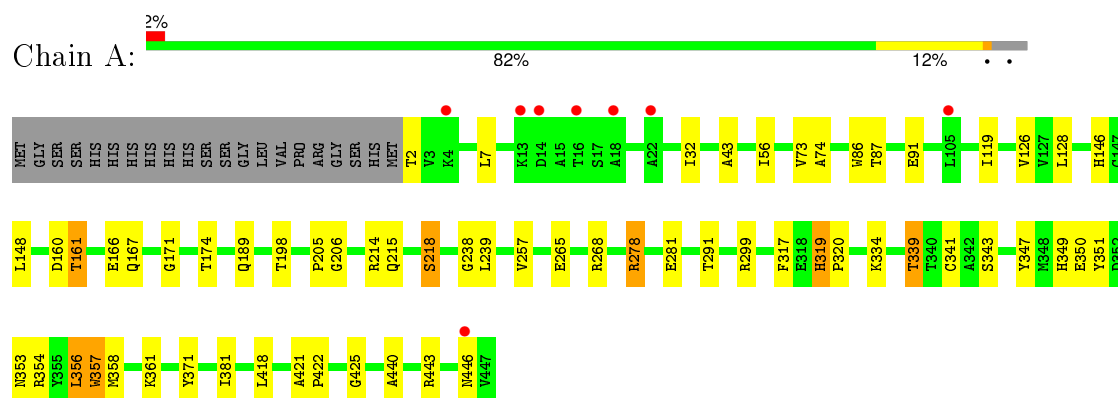 2%
Chain A:
82% 12% • •
MET GLY SER SER HIS HIS HIS HIS HIS HIS SER SER GLY LEU VAL PRO ARG GLY SER HIS MET T2 V3 K4 L7 K13 D14 A15 T16 S17 A18 A22 I32 A43 I56 V73 A74 W86 T87 E91 L105 I119 V126 V127 L128 H146
L148 D160 T161 E166 Q167 G171 T174 Q189 T198 P205 G206 R214 Q215 S218 G238 L239 V257 E265 R268 R278 E281 T291 R299 F317 E318 H319 P320 K334 T339 T340 C341 A342 S343 Y347 M348 H349 E350 Y351 D352
N353 R354 Y355 L356 W357 M358 K361 Y371 I381 L418 A421 P422 G425 A440 R443 N446 V447